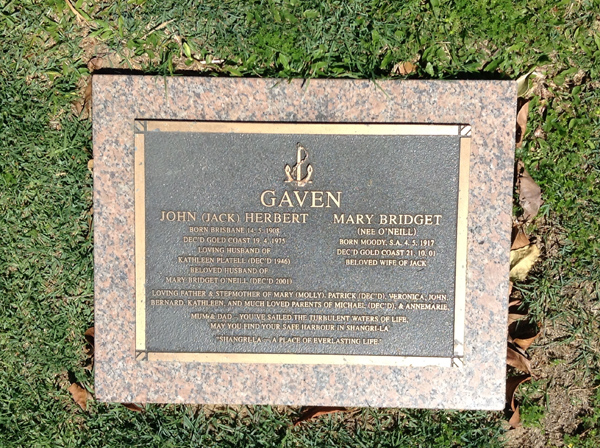 GAVEN
JOHN (JACK) HERBERT
BORN BRISBANE 14. 5. 1908
DEC'D GOLD COAST 19. 4. 1975
LOVING HUSBAND OF
KATHLEEN PLATELL (DEC'D 1946)
BELOVED HUSBAND OF
MARY BRIDGET O'NEILL (DEC'D 2001)
MARY BRIDGET
(NEE O'NEILL)
BORN MOODY, S.A. 4. 5. 1917
DEC'D GOLD COAST 21. 10. 01
BELOVED WIFE OF JACK
LOVING FATHER & STEPMOTHER OF MARY (MOLLY), PATRICK (DEC'D), VERONICA, JOHN,
BERNARD, KATHLEEN, AND MUCH LOVED PARENTS OF MICHAEL (DEC'D), & ANNEMARIE
MUM & DAD - YOU'VE SAILED THE TURBULENT WATERS OF LIFE,
MAY YOU FIND YOUR SAFE HARBOUR IN SHANGRI-LA.
"SHANGRI-LA - A PLACE OF EVERLASTING LIFE."